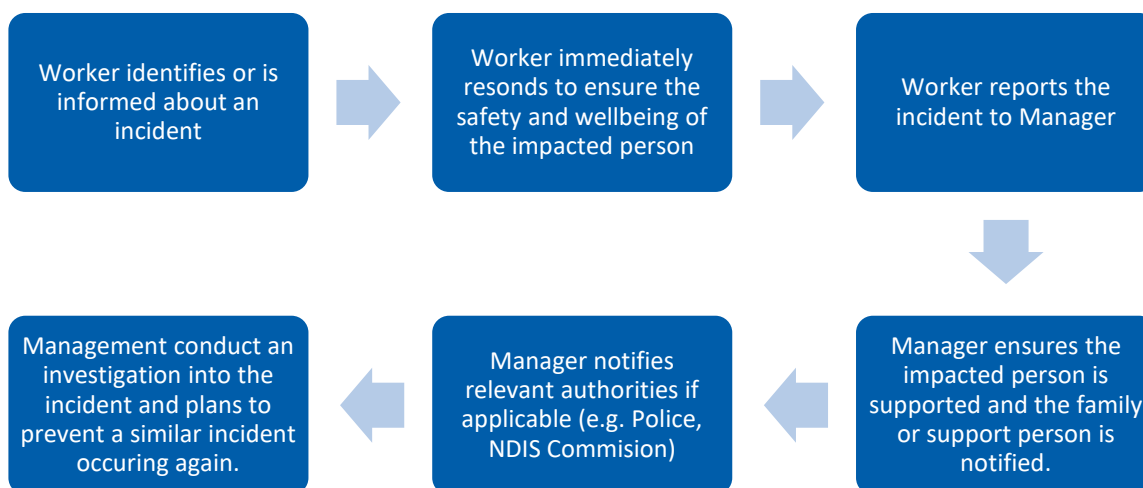 Worker identifies or is
informed about an
incident
Worker immediately
resonds to ensure the
safety and wellbeing of
the impacted person
Worker reports the
incident to Manager
Manager ensures the
impacted person is
supported and the family
or support person is
notified.
Manager notifies
relevant authorities if
applicable (e.g. Police,
NDIS Commision)
Management conduct an
investigation into the
incident and plans to
prevent a similar incident
occuring again.